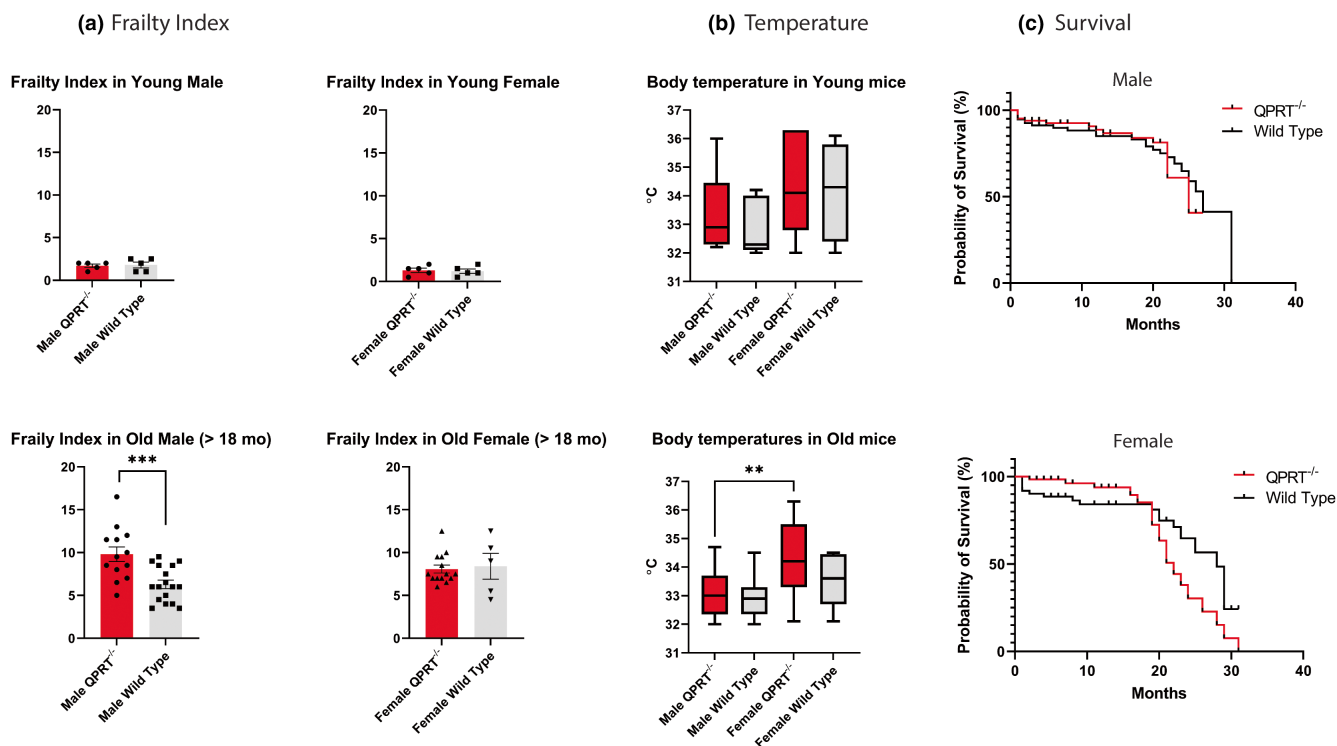 (a) Frailty Index
(b) Temperature
(c) Survival
Frailty Index in Young Male
20
15
10
5
0
Male QPRT-/-
Male Wild Type
Frailty Index in Young Female
20
15
10
5
0
Female QPRT-/-
Female Wild Type
Body temperature in Young mice
°C
37
36
35
34
33
32
31
Male QPRT-/-
Male Wild Type
Female QPRT-/-
Female Wild Type
Male
Probability of Survival (%)
100
50
0
0 10 20 30 40
Months
QPRT-/-
Wild Type
Fraily Index in Old Male (> 18 mo)
20
15
10
5
0
***
Male QPRT-/-
Male Wild Type
Fraily Index in Old Female (> 18 mo)
20
15
10
5
0
Female QPRT-/-
Female Wild Type
Body temperatures in Old mice
°C
37
36
35
34
33
32
31
**
Male QPRT-/-
Male Wild Type
Female QPRT-/-
Female Wild Type
Female
Probability of Survival (%)
100
50
0
0 10 20 30 40
Months
QPRT-/-
Wild Type